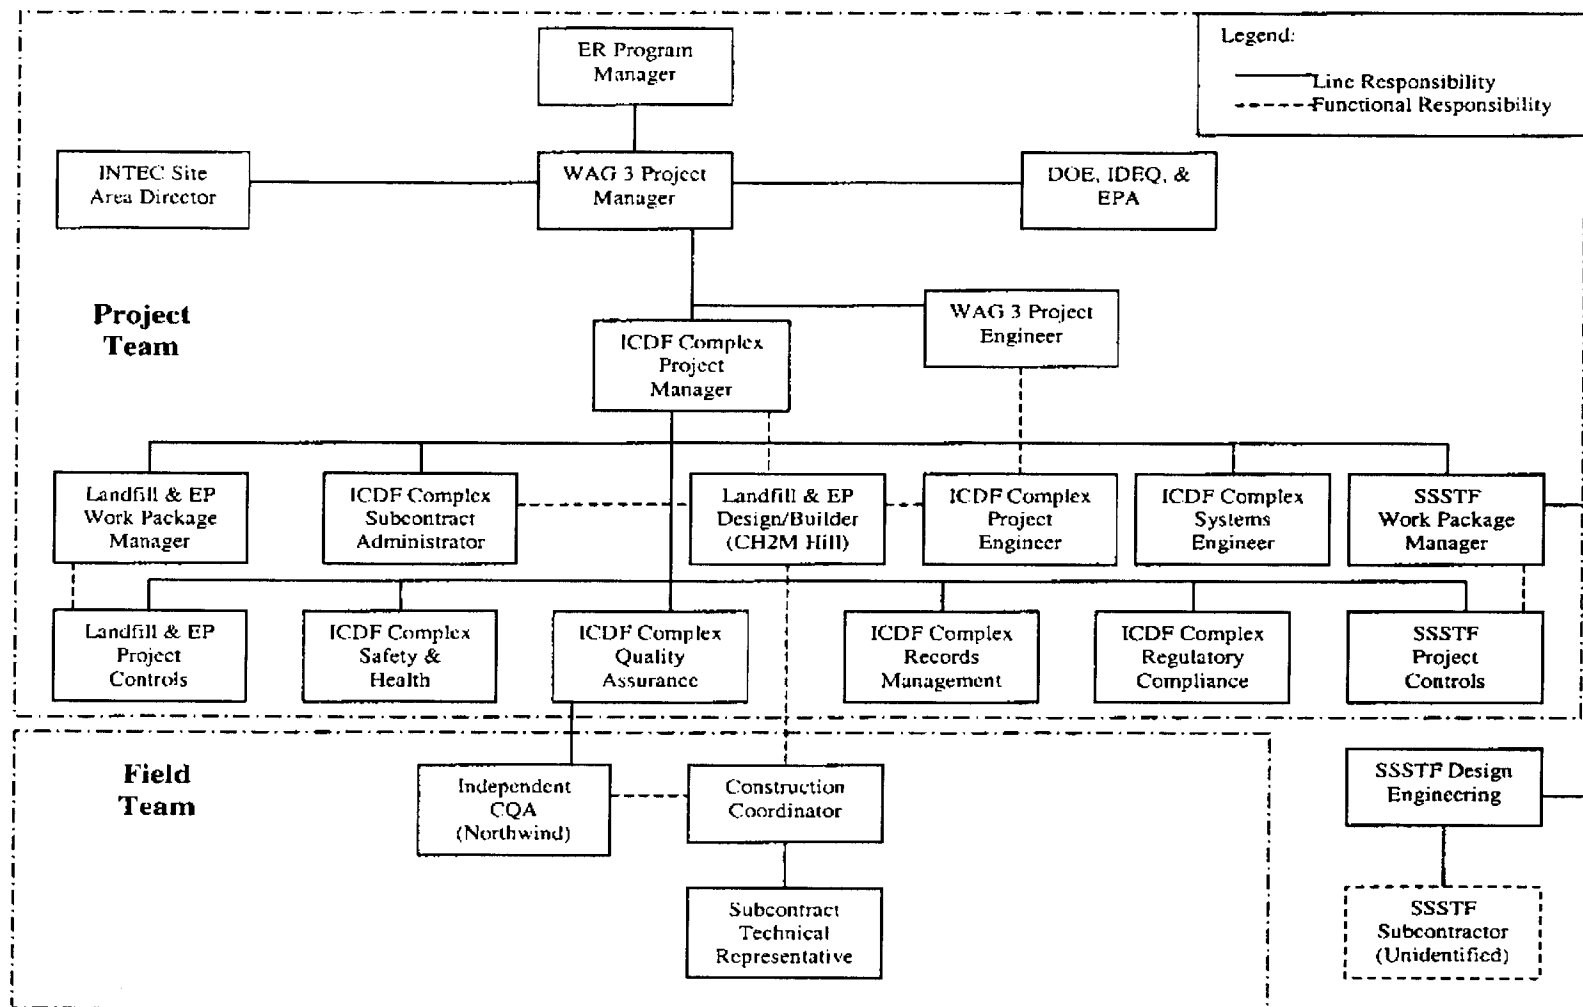 ER Program
Manager
Legend:
Line Responsibility
Functional Responsibility
INTEC Site
Area Director
WAG 3 Project
Manager
DOE, IDEQ, &
EPA
Project
Team
WAG 3 Project
Engineer
ICDF Complex
Project
Manager
Landfill & EP
Work Package
Manager
ICDF Complex
Subcontract
Administrator
Landfill & EP
Design/Builder
(CH2M Hill)
ICDF Complex
Project
Engineer
ICDF Complex
Systems
Engineer
SSSTF
Work Package
Manager
Landfill & EP
Project
Controls
ICDF Complex
Safety &
Health
ICDF Complex
Quality
Assurance
ICDF Complex
Records
Management
ICDF Complex
Regulatory
Compliance
SSSTF
Project
Controls
Field
Team
Independent
CQA
(Northwind)
Construction
Coordinator
SSSTF Design
Engineering
Subcontract
Technical
Representative
SSSTF
Subcontractor
(Unidentified)